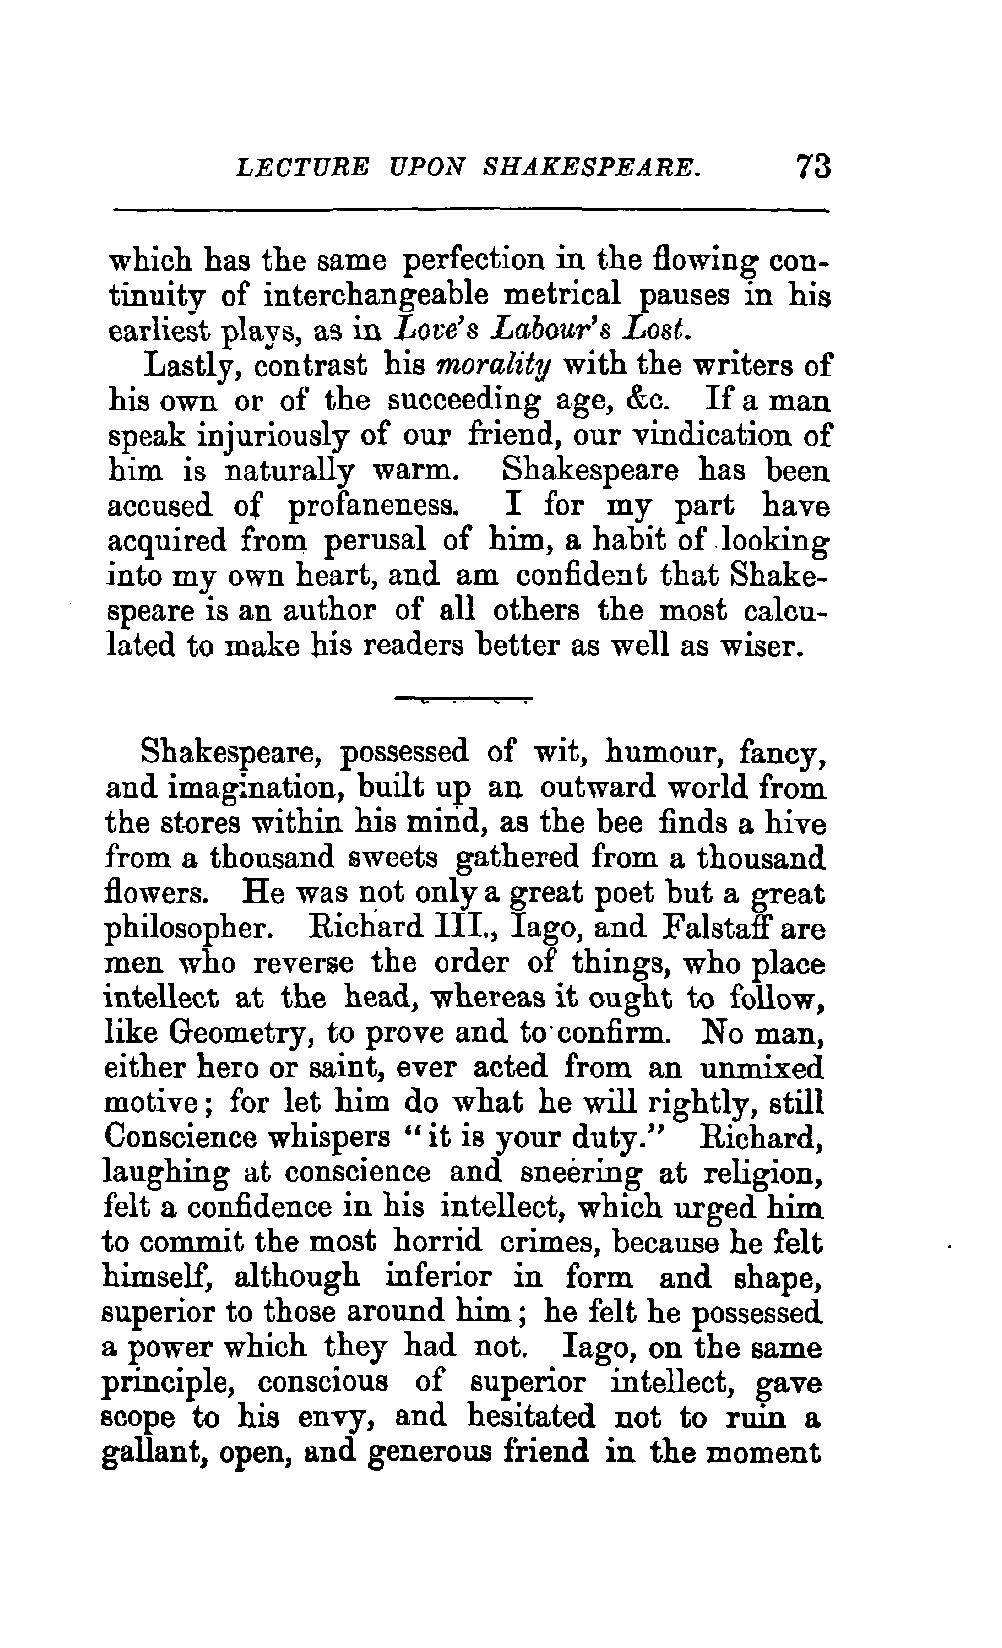 LECTURE UPON SHAKESPEARE. 73
which has the same perfection in the flowing con-
tinuity of interchangeable metrical pauses in his
earliest plays, as in Love's Labour's Lost.
Lastly, contrast his morality with the writers of
his own or of the succeeding age, &c. If a man
speak injuriously of our friend, our vindication of
him is naturally warm. Shakespeare has been
accused of profaneness. I for my part have
acquired from perusal of him, a habit of looking
into my own heart, and am confident that Shake-
speare is an author of all others the most calcu-
lated to make his readers better as well as wiser.
Shakespeare, possessed of wit, humour, fancy,
and imagination, built up an outward world from
the stores within his mind, as the bee finds a hive
from a thousand sweets gathered from a thousand
flowers. He was not only a great poet but a great
philosopher. Richard III., Iago, and Falstaff are
men who reverse the order of things, who place
intellect at the head, whereas it ought to follow,
like Geometry, to prove and to confirm. No man,
either hero or saint, ever acted from an unmixed
motive; for let him do what he will rightly, still
Conscience whispers "it is your duty." Richard,
laughing at conscience and sneering at religion,
felt a confidence in his intellect, which urged him
to commit the most horrid crimes, because he felt
himself, although inferior in form and shape,
superior to those around him; he felt he possessed
a power which they had not. Iago, on the same
principle, conscious of superior intellect, gave
scope to his envy, and hesitated not to ruin a
gallant, open, and generous friend in the moment